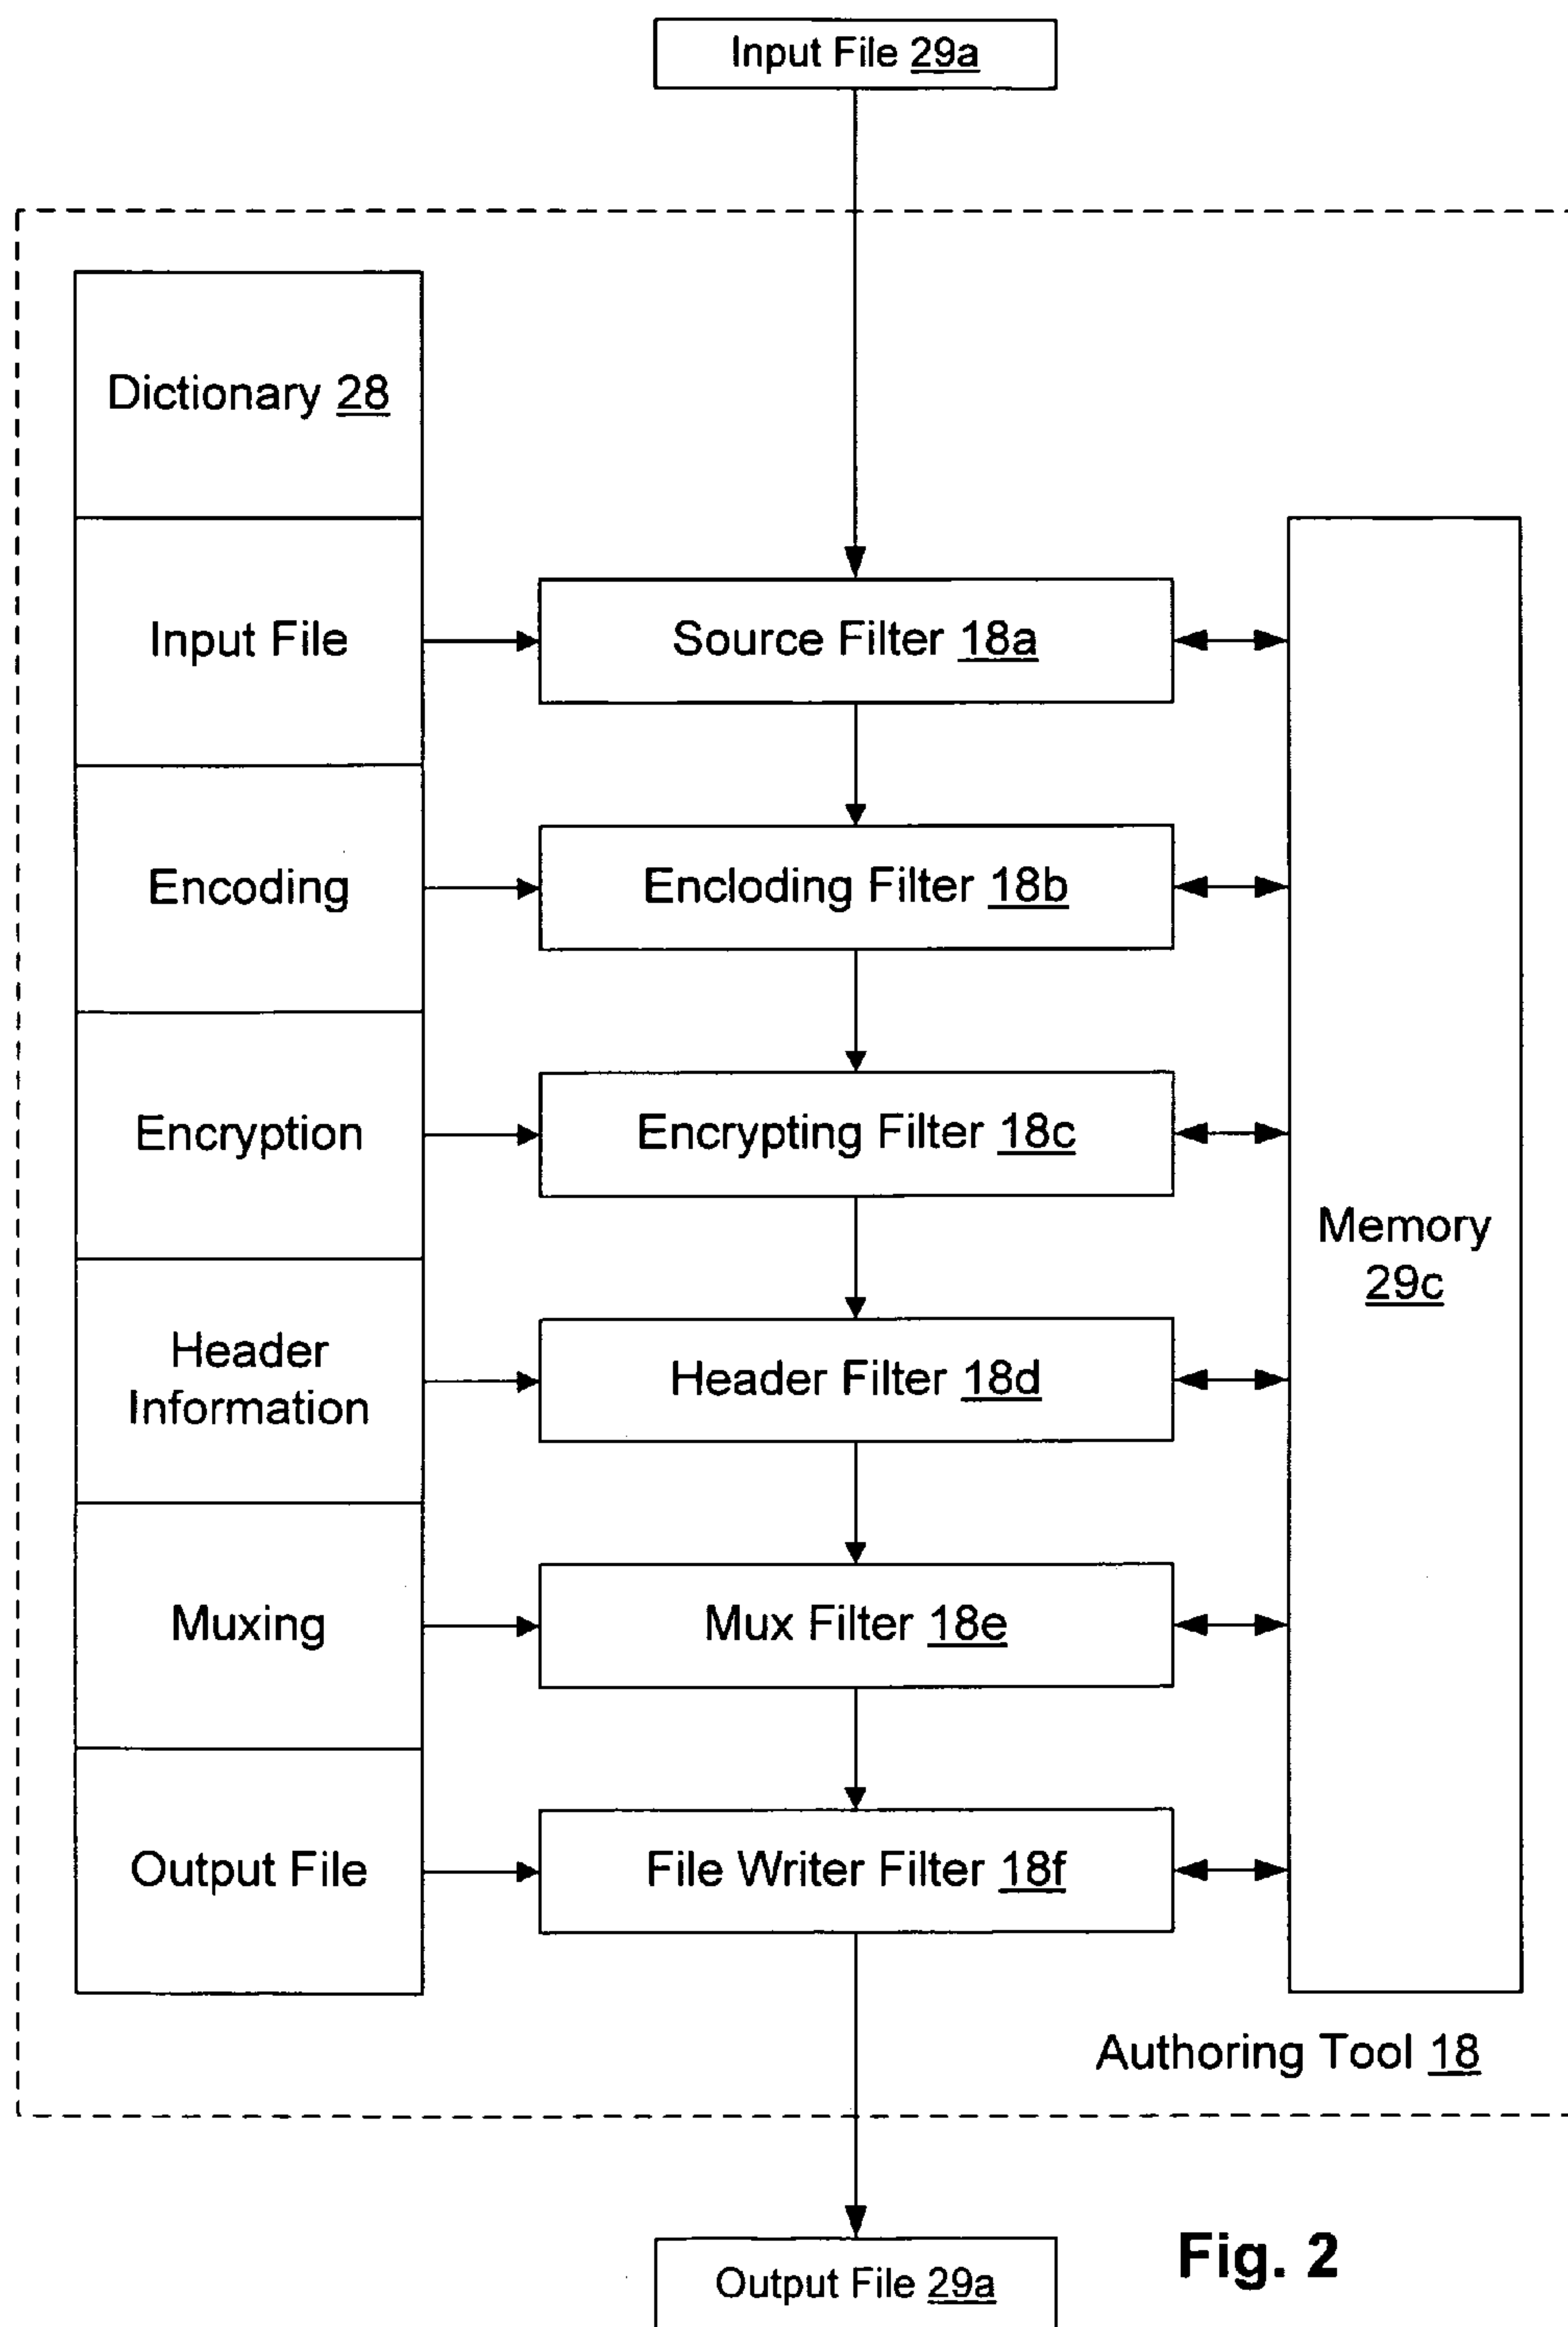 Input File 29a
Dictionary 28
Input File
Source Filter 18a
Encoding
Encloding Filter 18b
Encryption
Encrypting Filter 18c
Memory
29c
Header
Information
Header Filter 18d
Muxing
Mux Filter 18e
Output File
File Writer Filter 18f
Authoring Tool 18
Output File 29a
Fig. 2